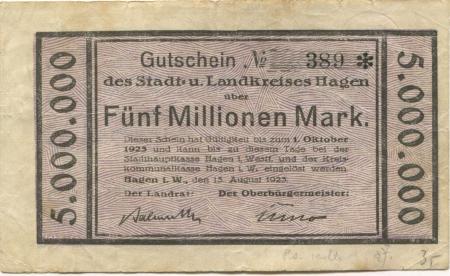 5.000.000
Gutschein № 389 *
des Stadt- u. Landkreises Hagen
über
Fünf Millionen Mark.
Dieser Schein hat Gültigkeit bis zum 1. Oktober
1923 und kann bis zu diesem Tage bei der
Stadthauptkasse Hagen i. Westf. und der Kreis-
kommunalkasse Hagen i. W. eingelöst werden
Hagen i. W., den 13. August 1923.
Der Landrat: Der Oberbürgermeister:
5.000.000